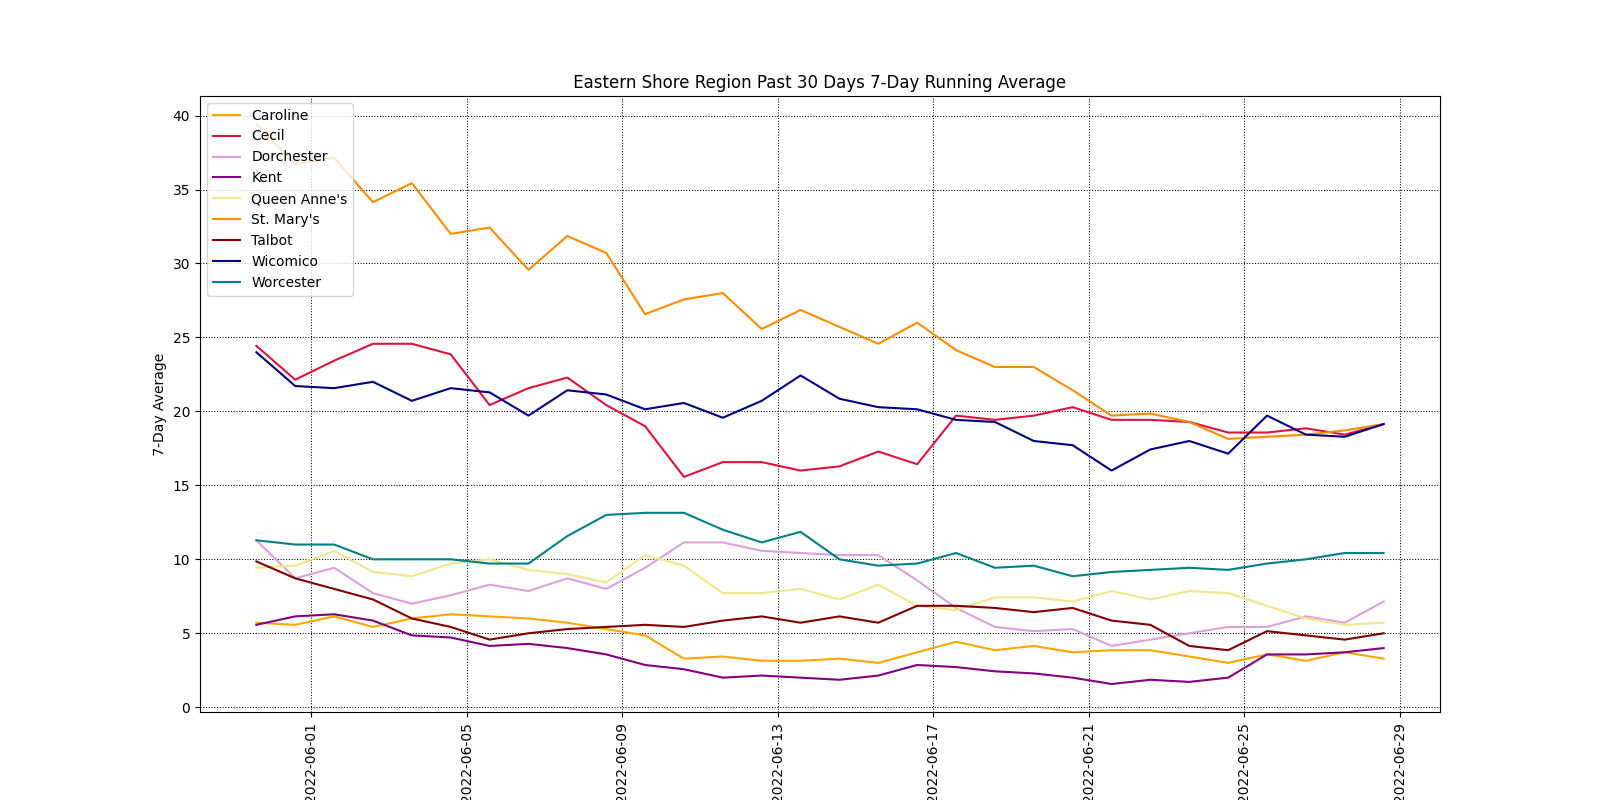 Eastern Shore Region Past 30 Days 7-Day Running Average
40
35
30
25
20
15
10
5
0
7-Day Average
Caroline
Cecil
Dorchester
Kent
Queen Anne's
St. Mary's
Talbot
Wicomico
Worcester
2022-06-01
2022-06-05
2022-06-09
2022-06-13
2022-06-17
2022-06-21
2022-06-25
2022-06-29